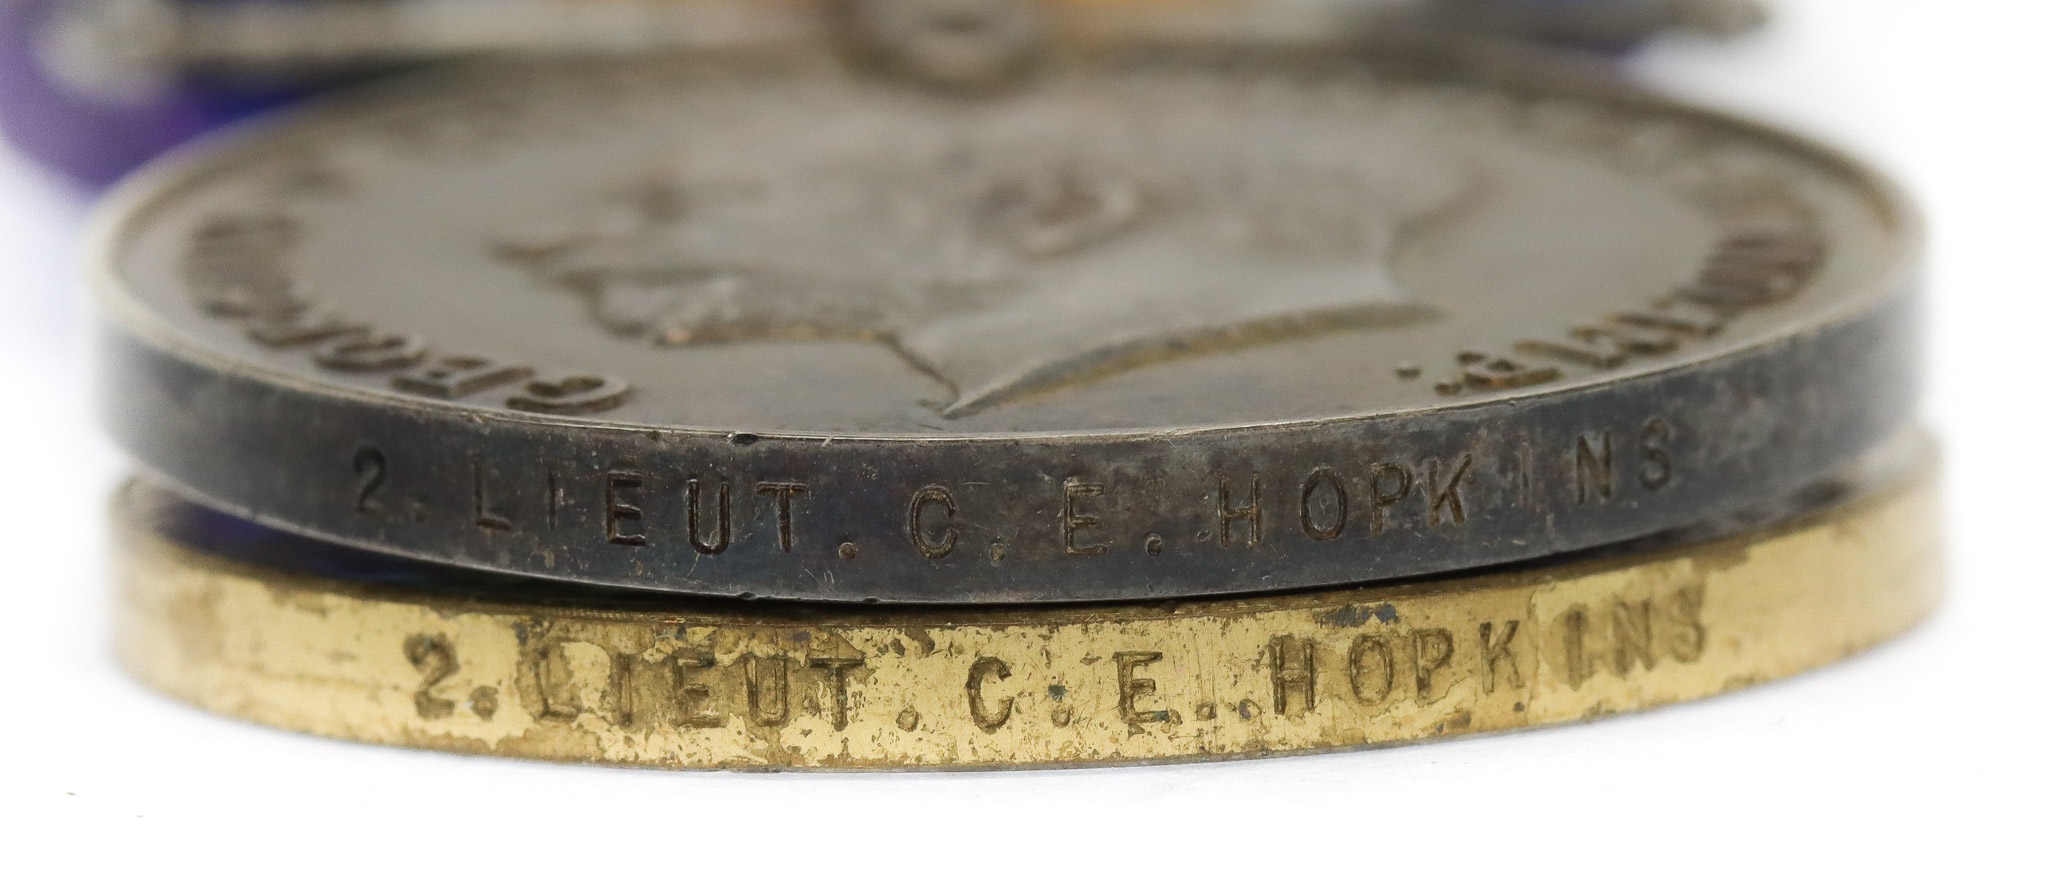 2. LIEUT. C. E. HOPKINS
2. LIEUT. C. E. HOPKINS